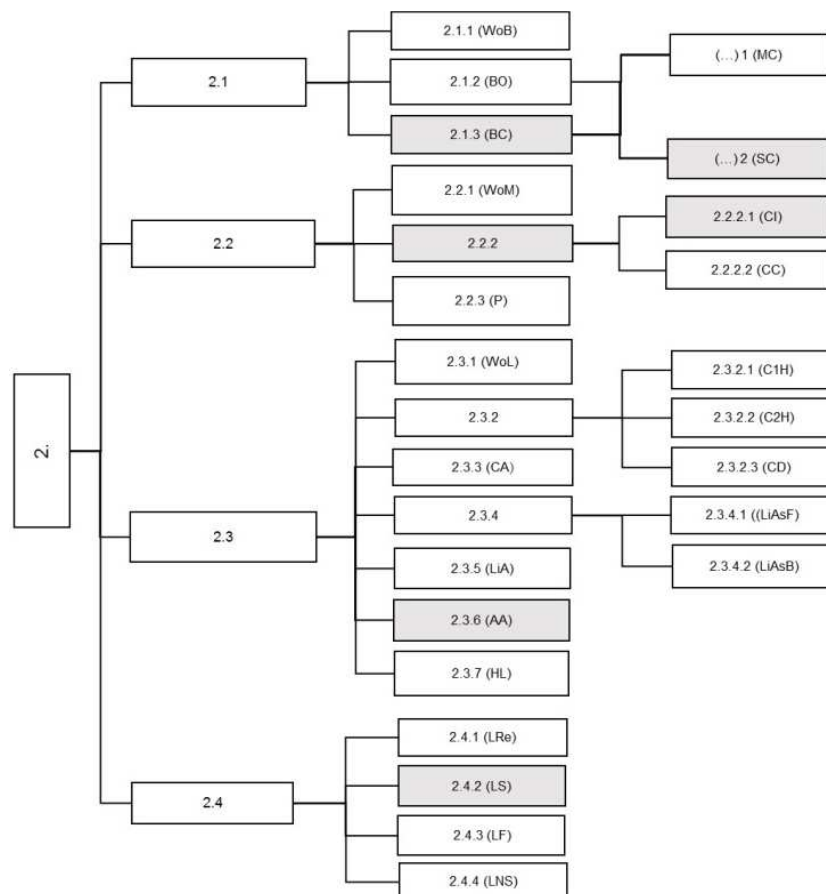 2.
2.1
2.1.1 (WoB)
2.1.2 (BO)
2.1.3 (BC)
(...) 1 (MC)
(...) 2 (SC)
2.2
2.2.1 (WoM)
2.2.2
2.2.2.1 (CI)
2.2.2.2 (CC)
2.2.3 (P)
2.3
2.3.1 (WoL)
2.3.2
2.3.2.1 (C1H)
2.3.2.2 (C2H)
2.3.2.3 (CD)
2.3.3 (CA)
2.3.4
2.3.4.1 ((LiAsF)
2.3.4.2 (LiAsB)
2.3.5 (LiA)
2.3.6 (AA)
2.3.7 (HL)
2.4
2.4.1 (LRe)
2.4.2 (LS)
2.4.3 (LF)
2.4.4 (LNS)